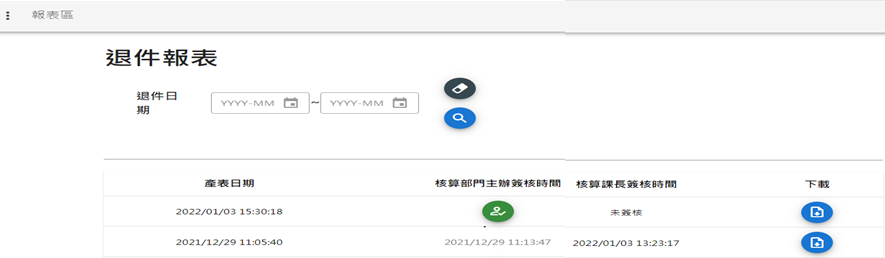 報表區
退件報表
退件日
期
YYYY-MM ~ YYYY-MM
產表日期 核算部門主辦簽核時間 核算課長簽核時間 下載
2022/01/03 15:30:18 未簽核
2021/12/29 11:05:40 2021/12/29 11:13:47 2022/01/03 13:23:17